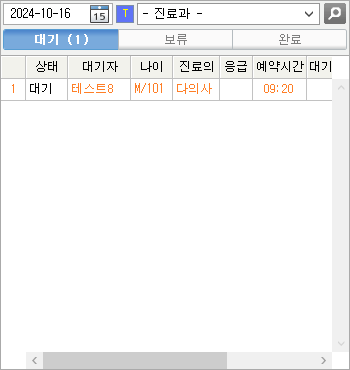 2024-10-16 15 T - 진료과 -
대기 (1) 보류 완료
상태 대기자 나이 진료의 응급 예약시간 대기
1 대기 테스트8 M/101 다의사 09:20